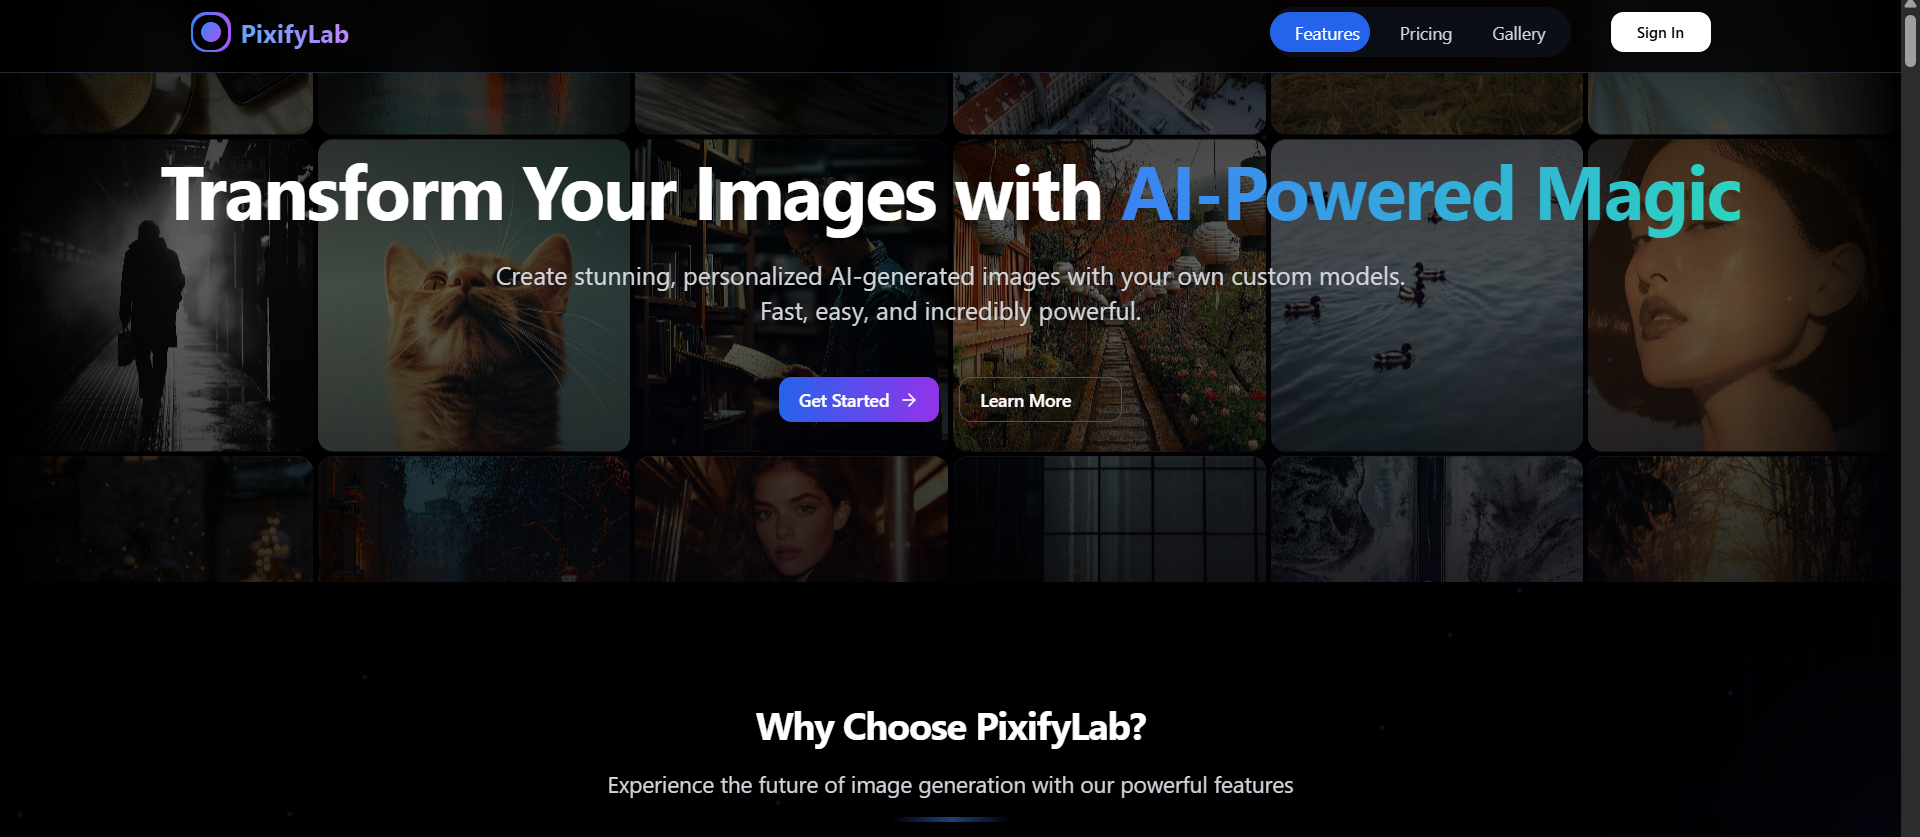 PixifyLab
Features
Pricing
Gallery
Sign In
Transform Your Images with AI-Powered Magic
Create stunning, personalized AI-generated images with your own custom models.
Fast, easy, and incredibly powerful.
Get Started
Learn More
Why Choose PixifyLab?
Experience the future of image generation with our powerful features